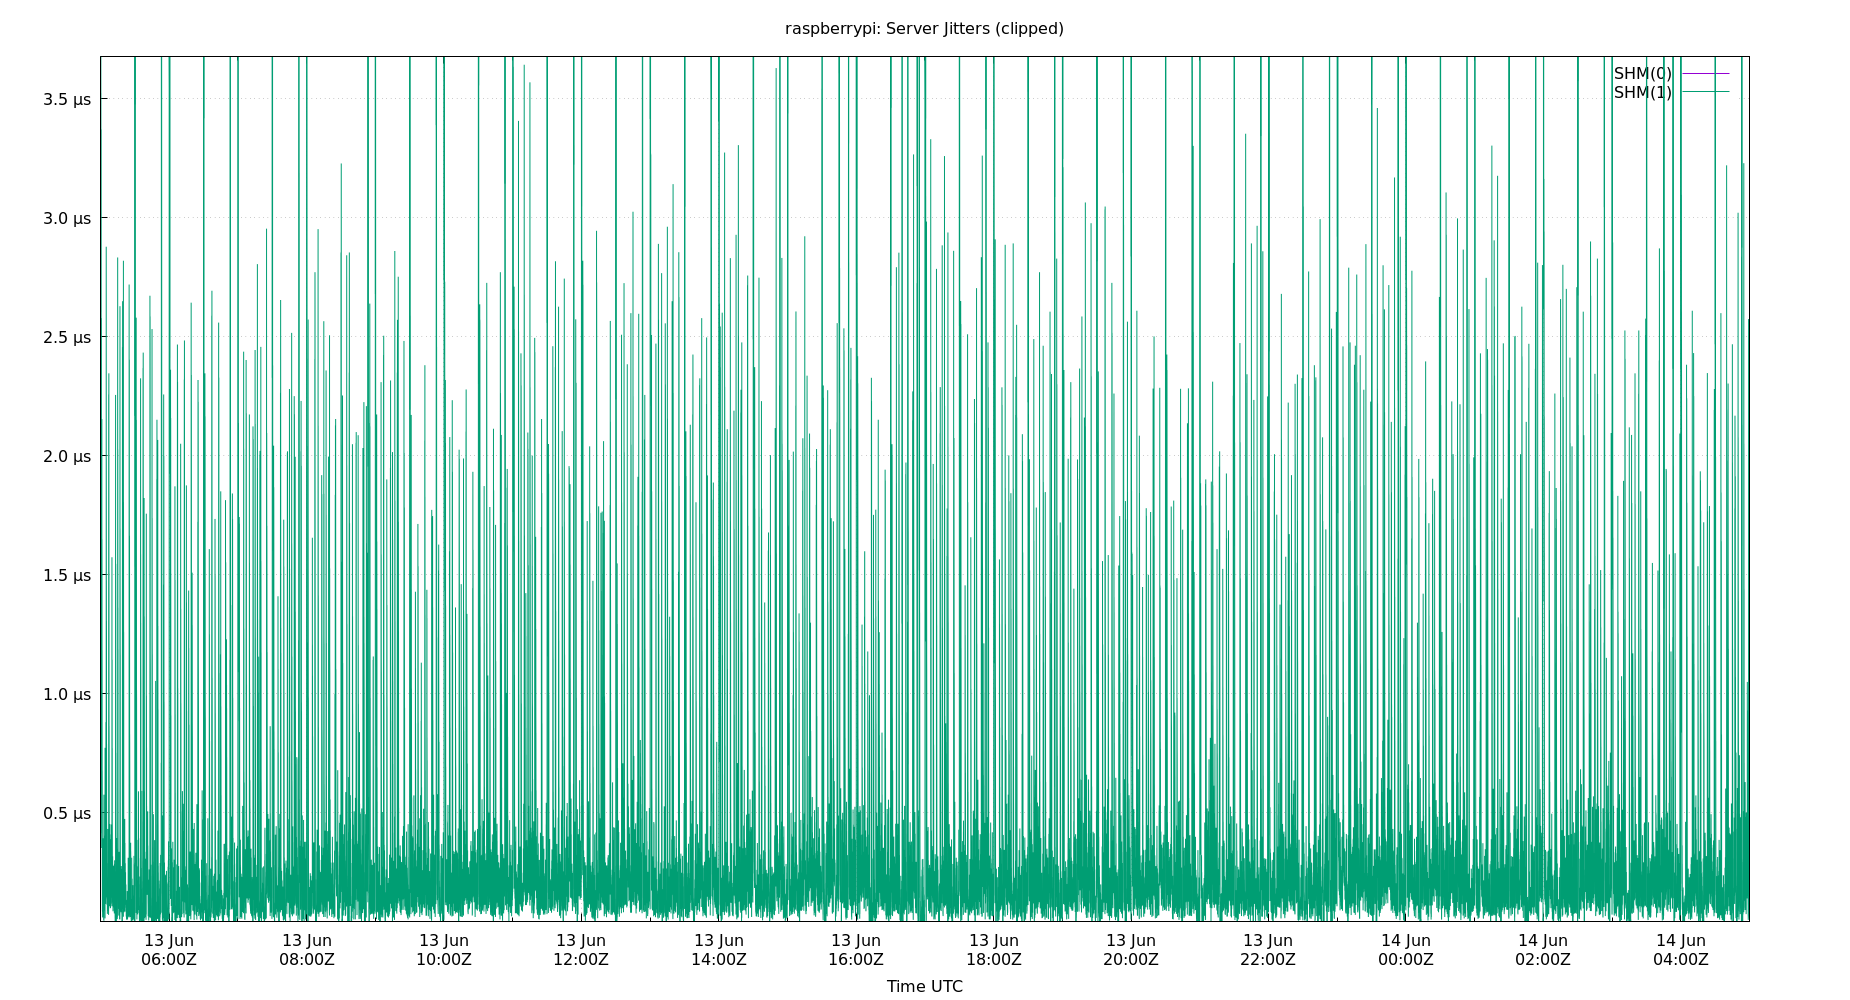 raspberrypi: Server Jitters (clipped)
SHM(0)
SHM(1)
3.5 µs
3.0 µs
2.5 µs
2.0 µs
1.5 µs
1.0 µs
0.5 µs
13 Jun 13 Jun 13 Jun 13 Jun 13 Jun 13 Jun 13 Jun 13 Jun 13 Jun 14 Jun 14 Jun 14 Jun
06:00Z 08:00Z 10:00Z 12:00Z 14:00Z 16:00Z 18:00Z 20:00Z 22:00Z 00:00Z 02:00Z 04:00Z
Time UTC